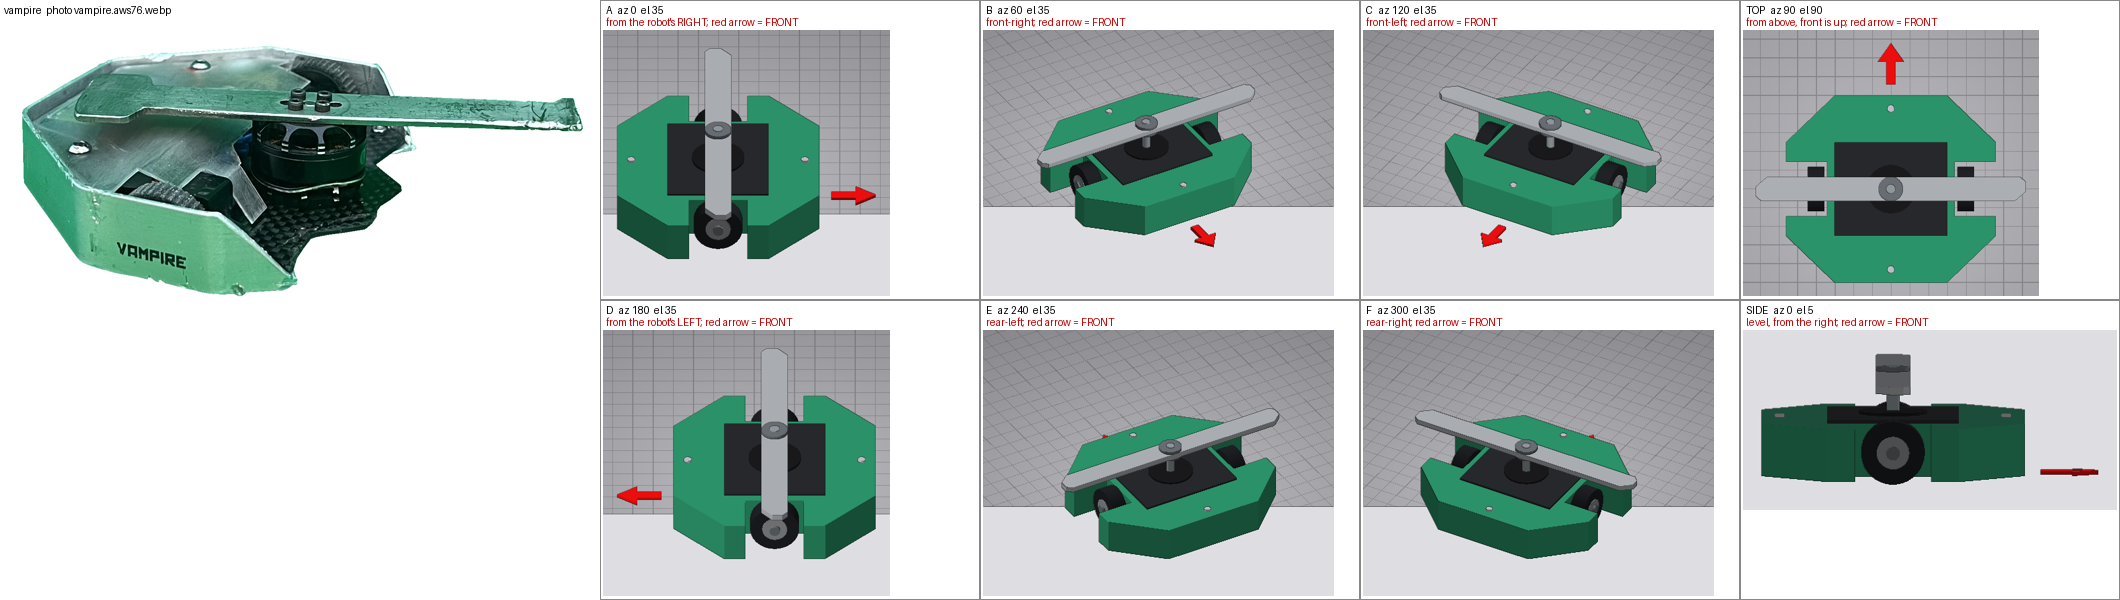 vampire photo vampire.aws76.webp
VAMPIRE
A az 0 el 35
from the robot's RIGHT; red arrow = FRONT
B az 60 el 35
front-right; red arrow = FRONT
C az 120 el 35
front-left; red arrow = FRONT
TOP az 90 el 90
from above, front is up; red arrow = FRONT
D az 180 el 35
from the robot's LEFT; red arrow = FRONT
E az 240 el 35
rear-left; red arrow = FRONT
F az 300 el 35
rear-right; red arrow = FRONT
SIDE az 0 el 5
level, from the right; red arrow = FRONT